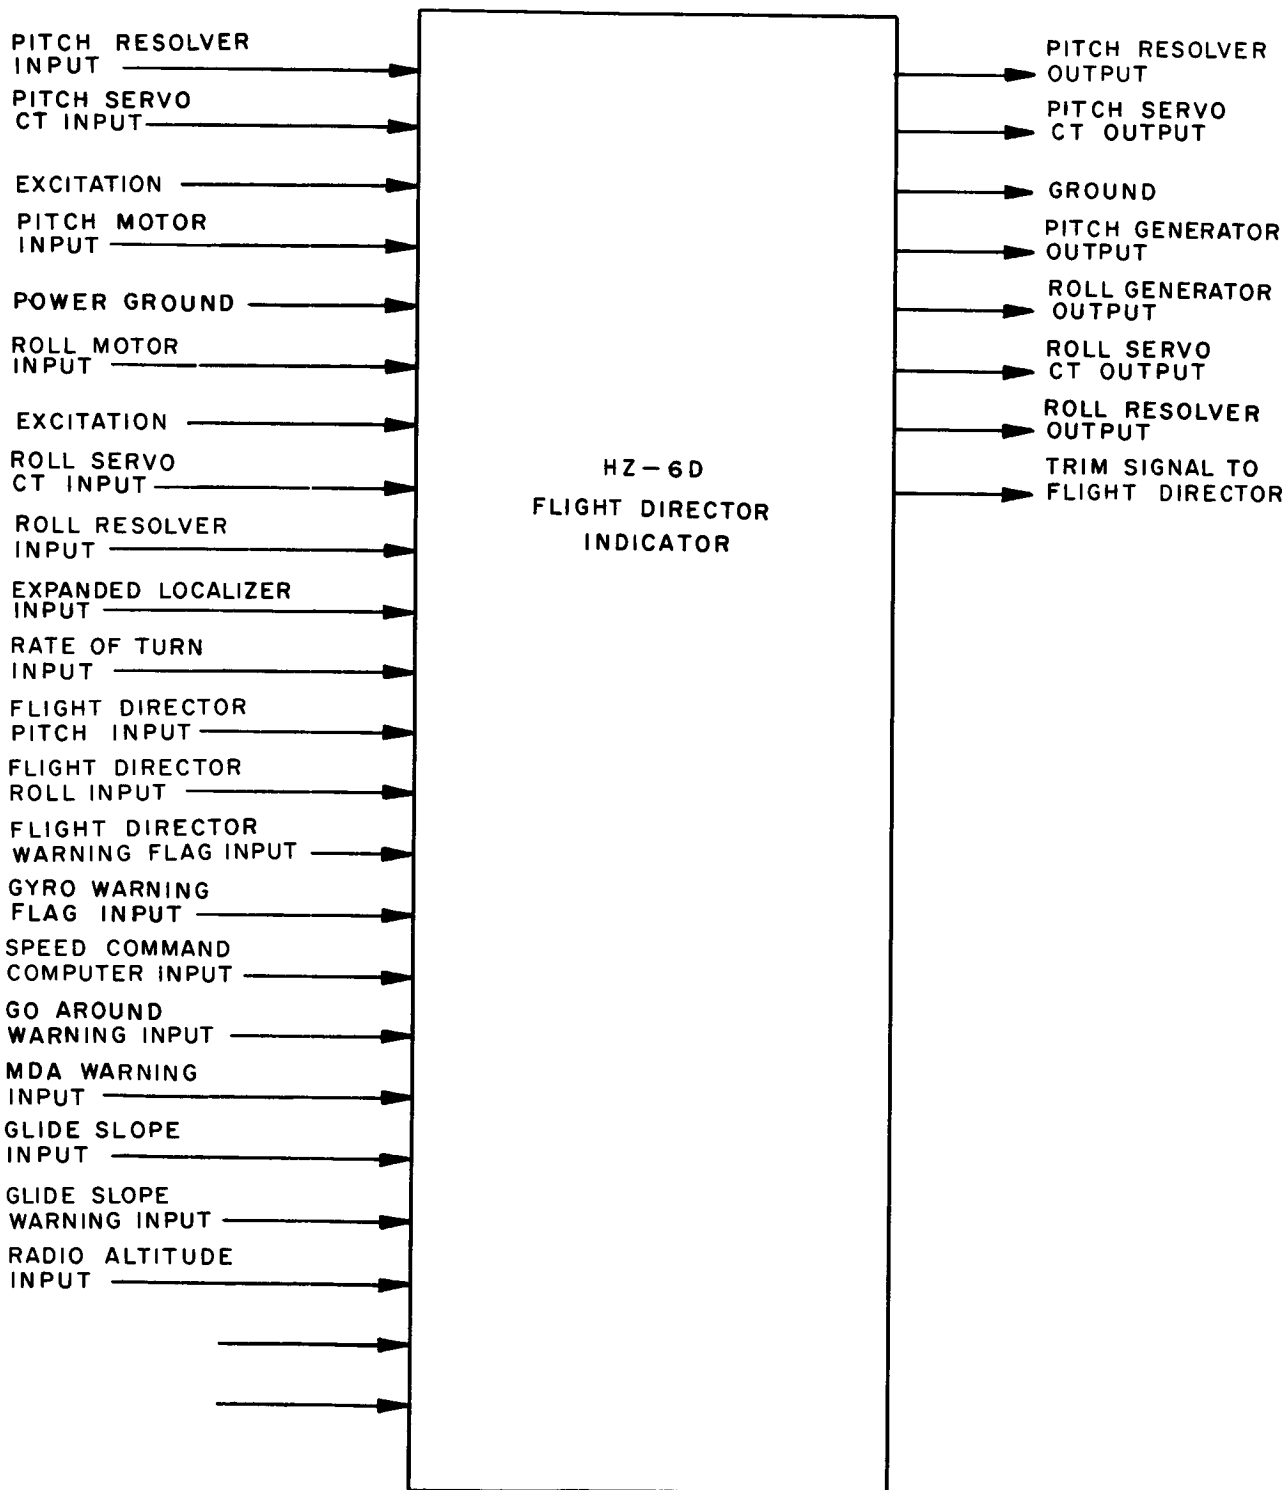 PITCH RESOLVER
INPUT
PITCH SERVO
CT INPUT
EXCITATION
PITCH MOTOR
INPUT
POWER GROUND
ROLL MOTOR
INPUT
EXCITATION
ROLL SERVO
CT INPUT
ROLL RESOLVER
INPUT
EXPANDED LOCALIZER
INPUT
RATE OF TURN
INPUT
FLIGHT DIRECTOR
PITCH INPUT
FLIGHT DIRECTOR
ROLL INPUT
FLIGHT DIRECTOR
WARNING FLAG INPUT
GYRO WARNING
FLAG INPUT
SPEED COMMAND
COMPUTER INPUT
GO AROUND
WARNING INPUT
MDA WARNING
INPUT
GLIDE SLOPE
INPUT
GLIDE SLOPE
WARNING INPUT
RADIO ALTITUDE
INPUT
HZ-6D
FLIGHT DIRECTOR
INDICATOR
PITCH RESOLVER
OUTPUT
PITCH SERVO
CT OUTPUT
GROUND
PITCH GENERATOR
OUTPUT
ROLL GENERATOR
OUTPUT
ROLL SERVO
CT OUTPUT
ROLL RESOLVER
OUTPUT
TRIM SIGNAL TO
FLIGHT DIRECTOR